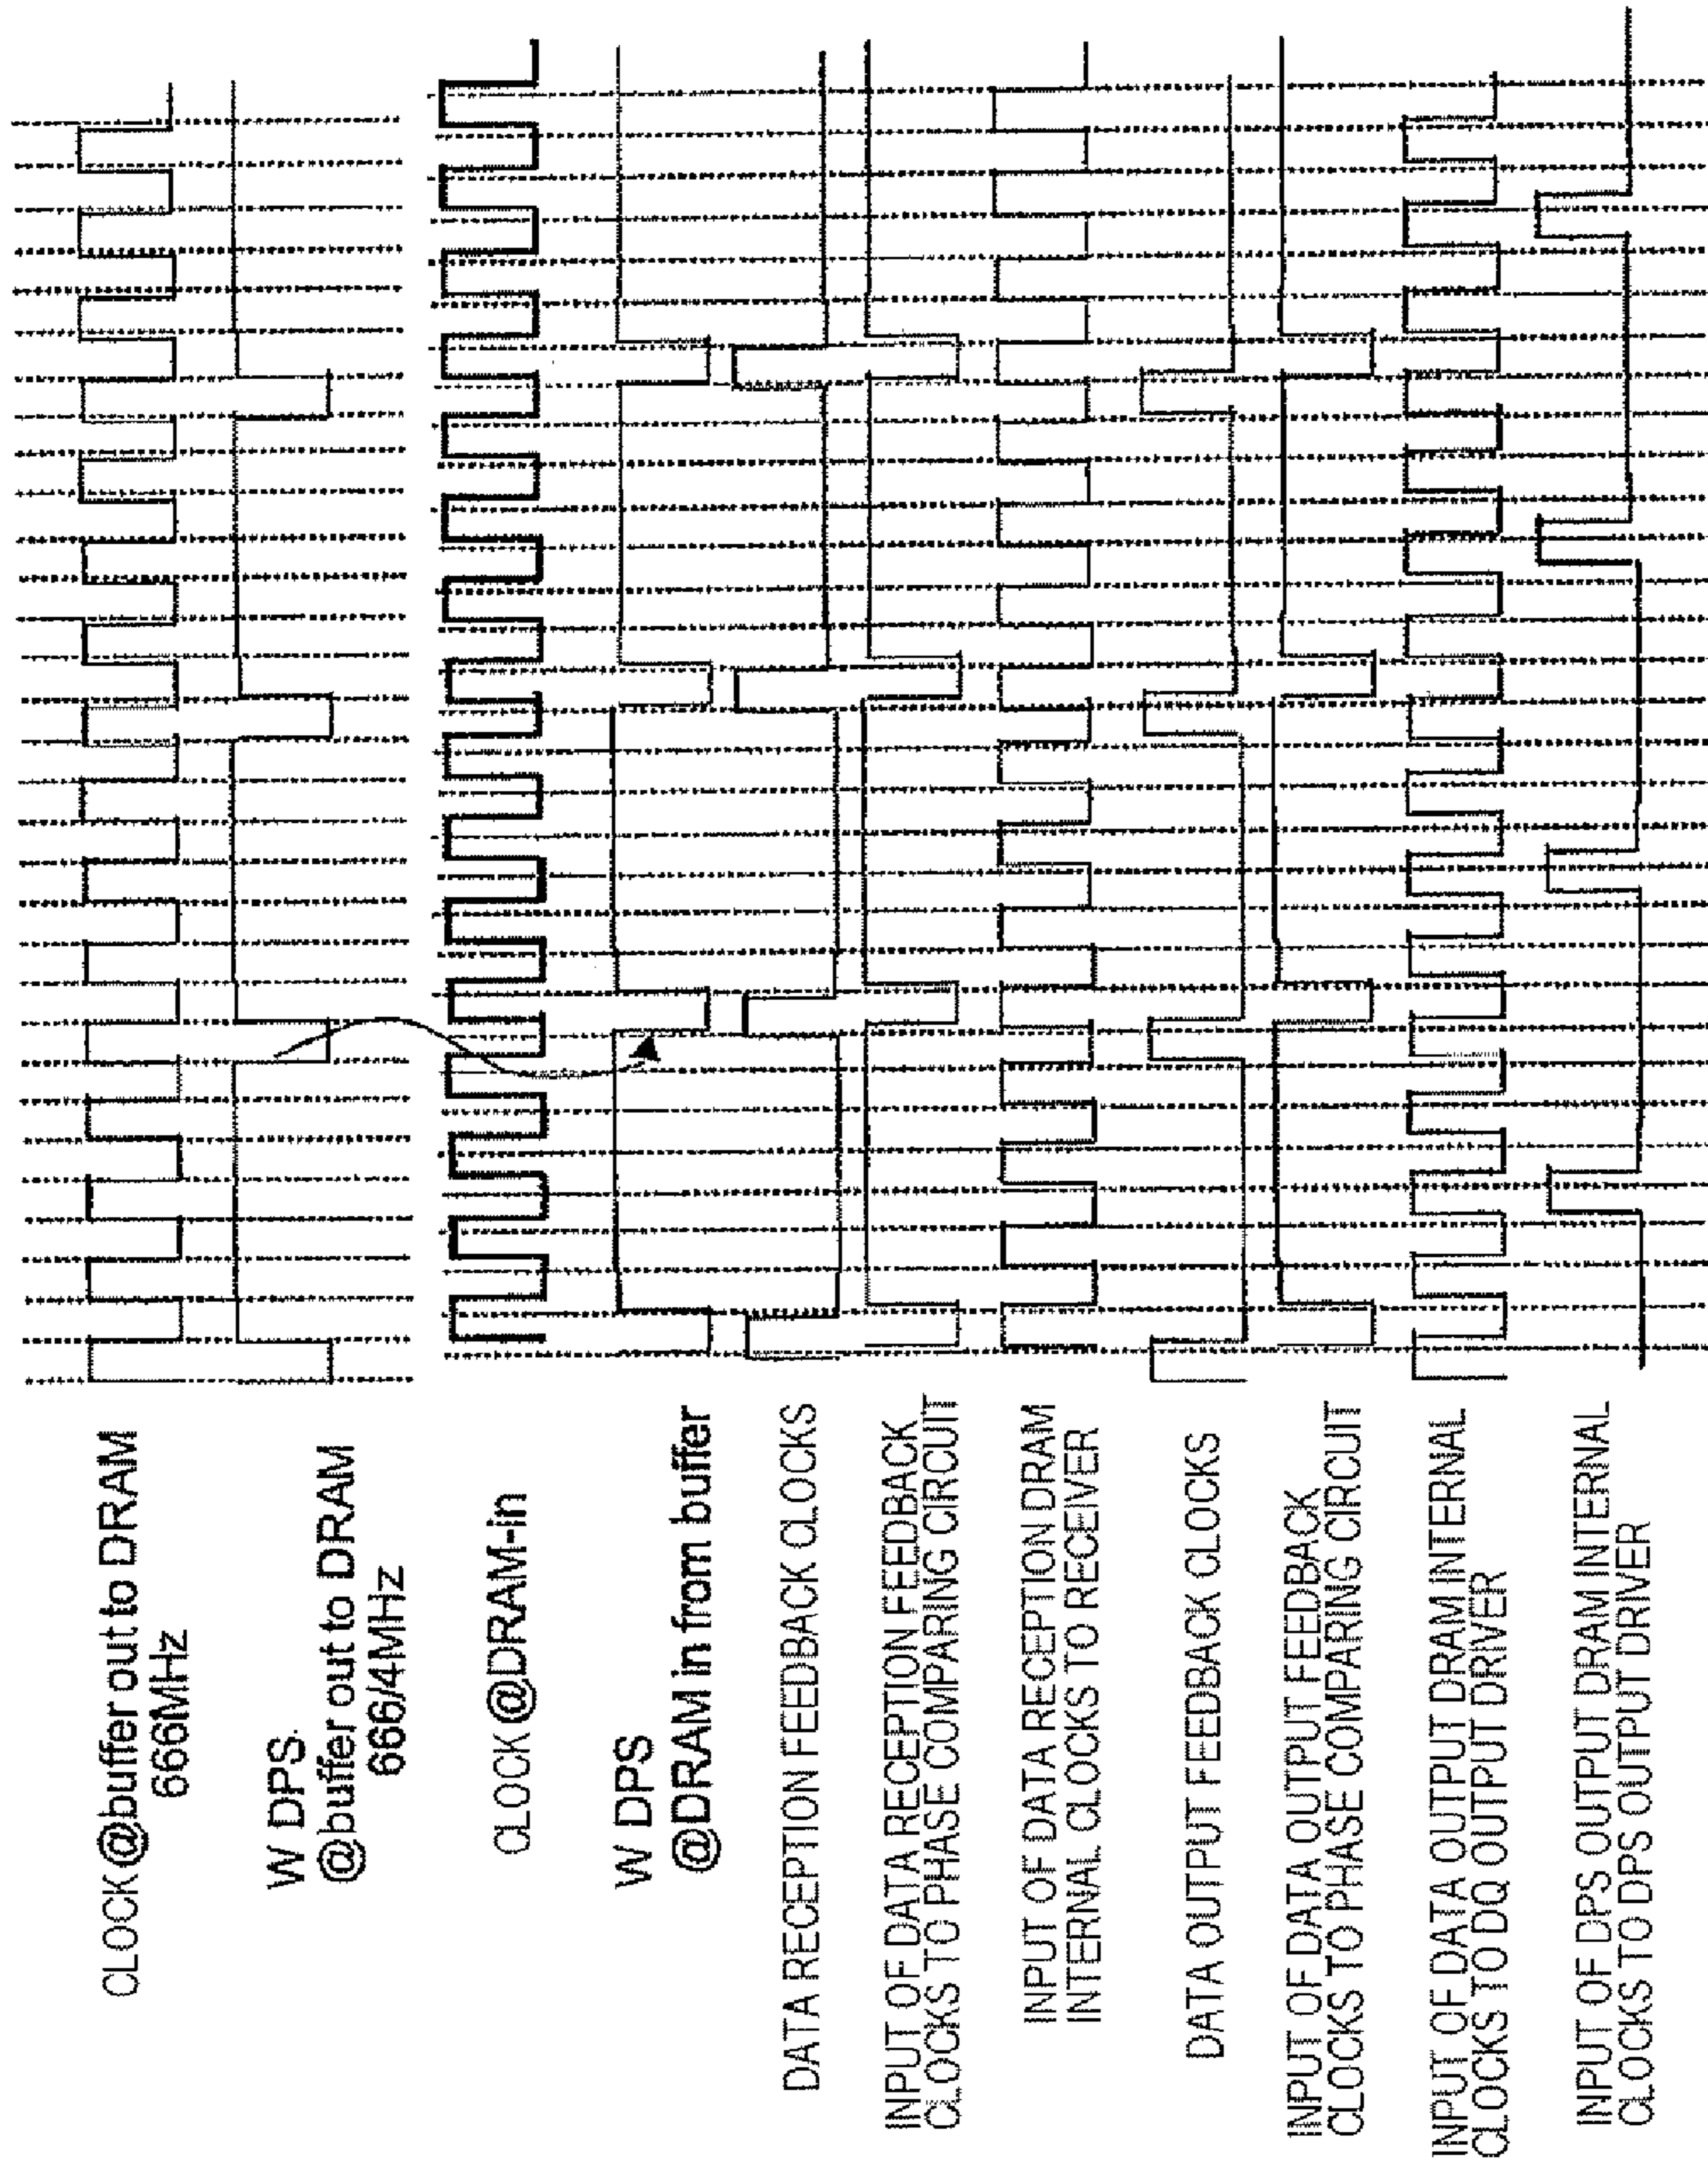 CLOCK @buffer out to DRAM
666MHz
W DPS
@buffer out to DRAM
666/4MHz
CLOCK @DRAM-in
W DPS
@DRAM in from buffer
DATA RECEPTION FEEDBACK CLOCKS
INPUT OF DATA RECEPTION FEEDBACK
CLOCKS TO PHASE COMPARING CIRCUIT
INPUT OF DATA RECEPTION DRAM
INTERNAL CLOCKS TO RECEIVER
DATA OUTPUT FEEDBACK CLOCKS
INPUT OF DATA OUTPUT FEEDBACK
CLOCKS TO PHASE COMPARING CIRCUIT
INPUT OF DATA OUTPUT DRAM INTERNAL
CLOCKS TO DQ OUTPUT DRIVER
INPUT OF DPS OUTPUT DRAM INTERNAL
CLOCKS TO DPS OUTPUT DRIVER